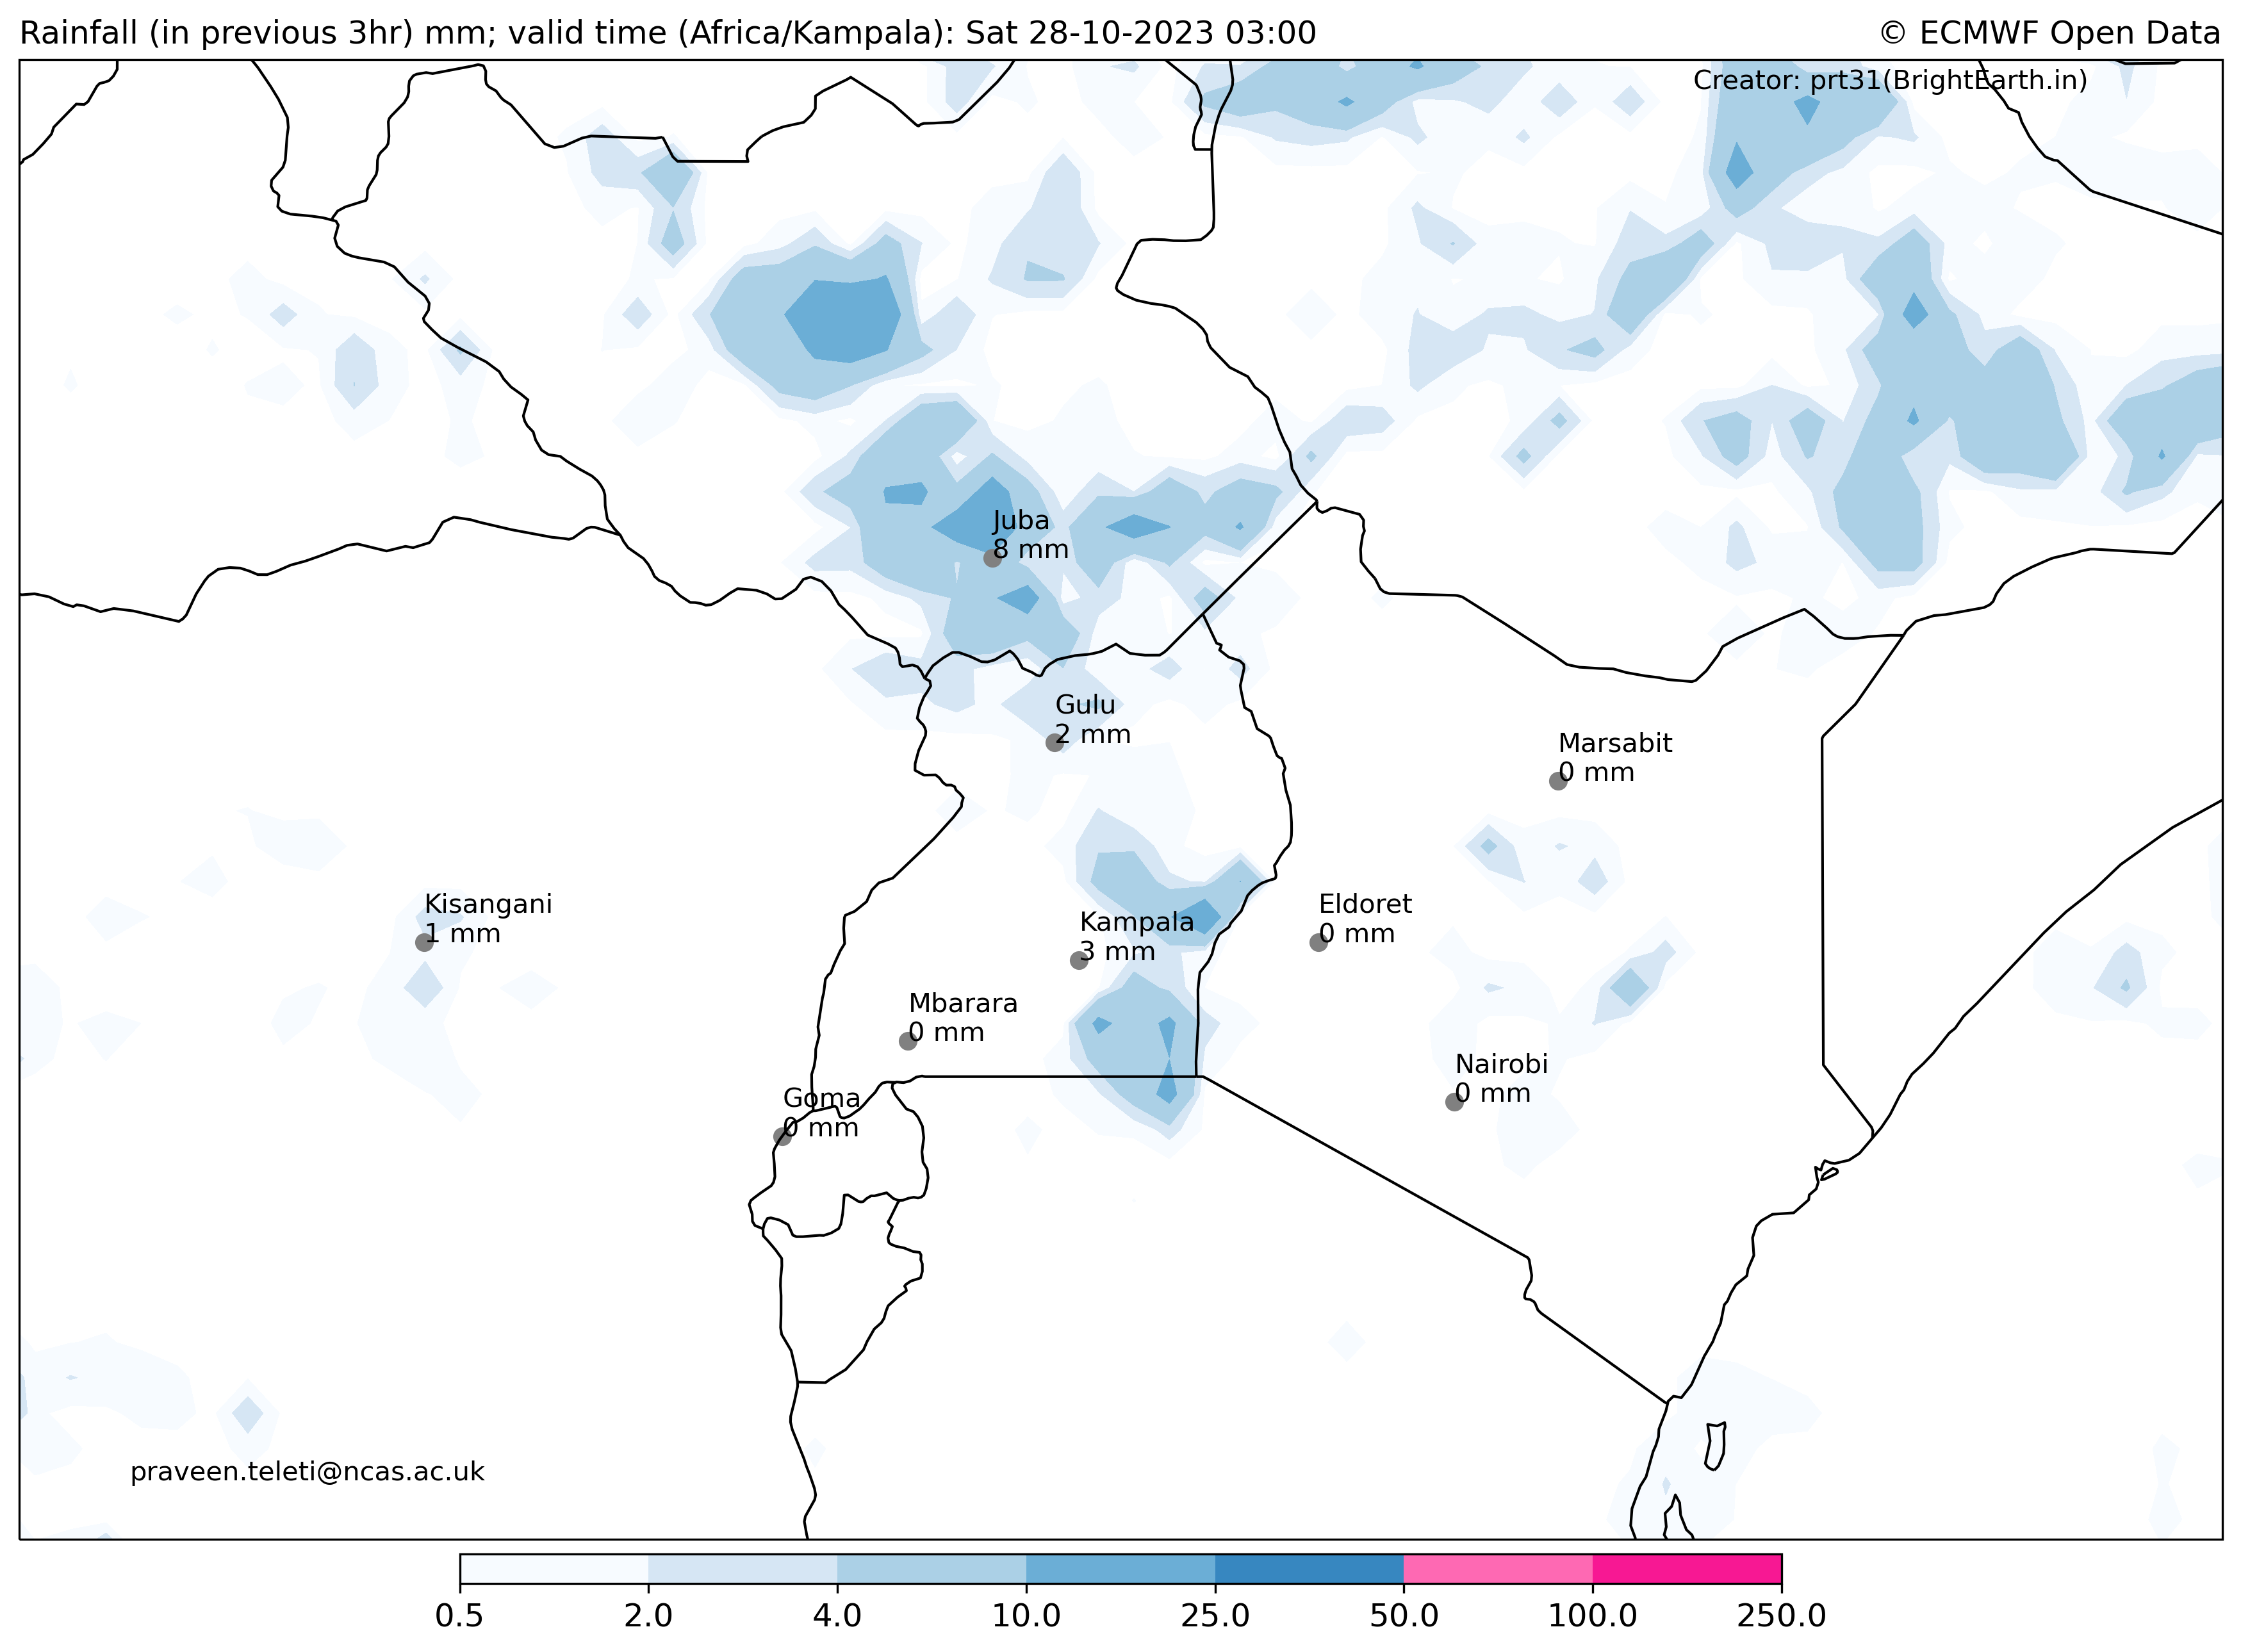 Rainfall (in previous 3hr) mm; valid time (Africa/Kampala): Sat 28-10-2023 03:00
© ECMWF Open Data
Creator: prt31(BrightEarth.in)
Juba
8 mm
Gulu
2 mm
Marsabit
0 mm
Kisangani
1 mm
Kampala
3 mm
Eldoret
0 mm
Mbarara
0 mm
Nairobi
0 mm
Goma
0 mm
praveen.teleti@ncas.ac.uk
0.5 2.0 4.0 10.0 25.0 50.0 100.0 250.0